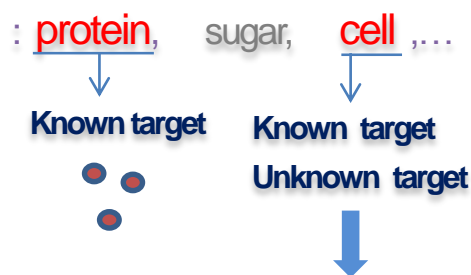 : protein, sugar, cell ,...
Known target Known target
Unknown target